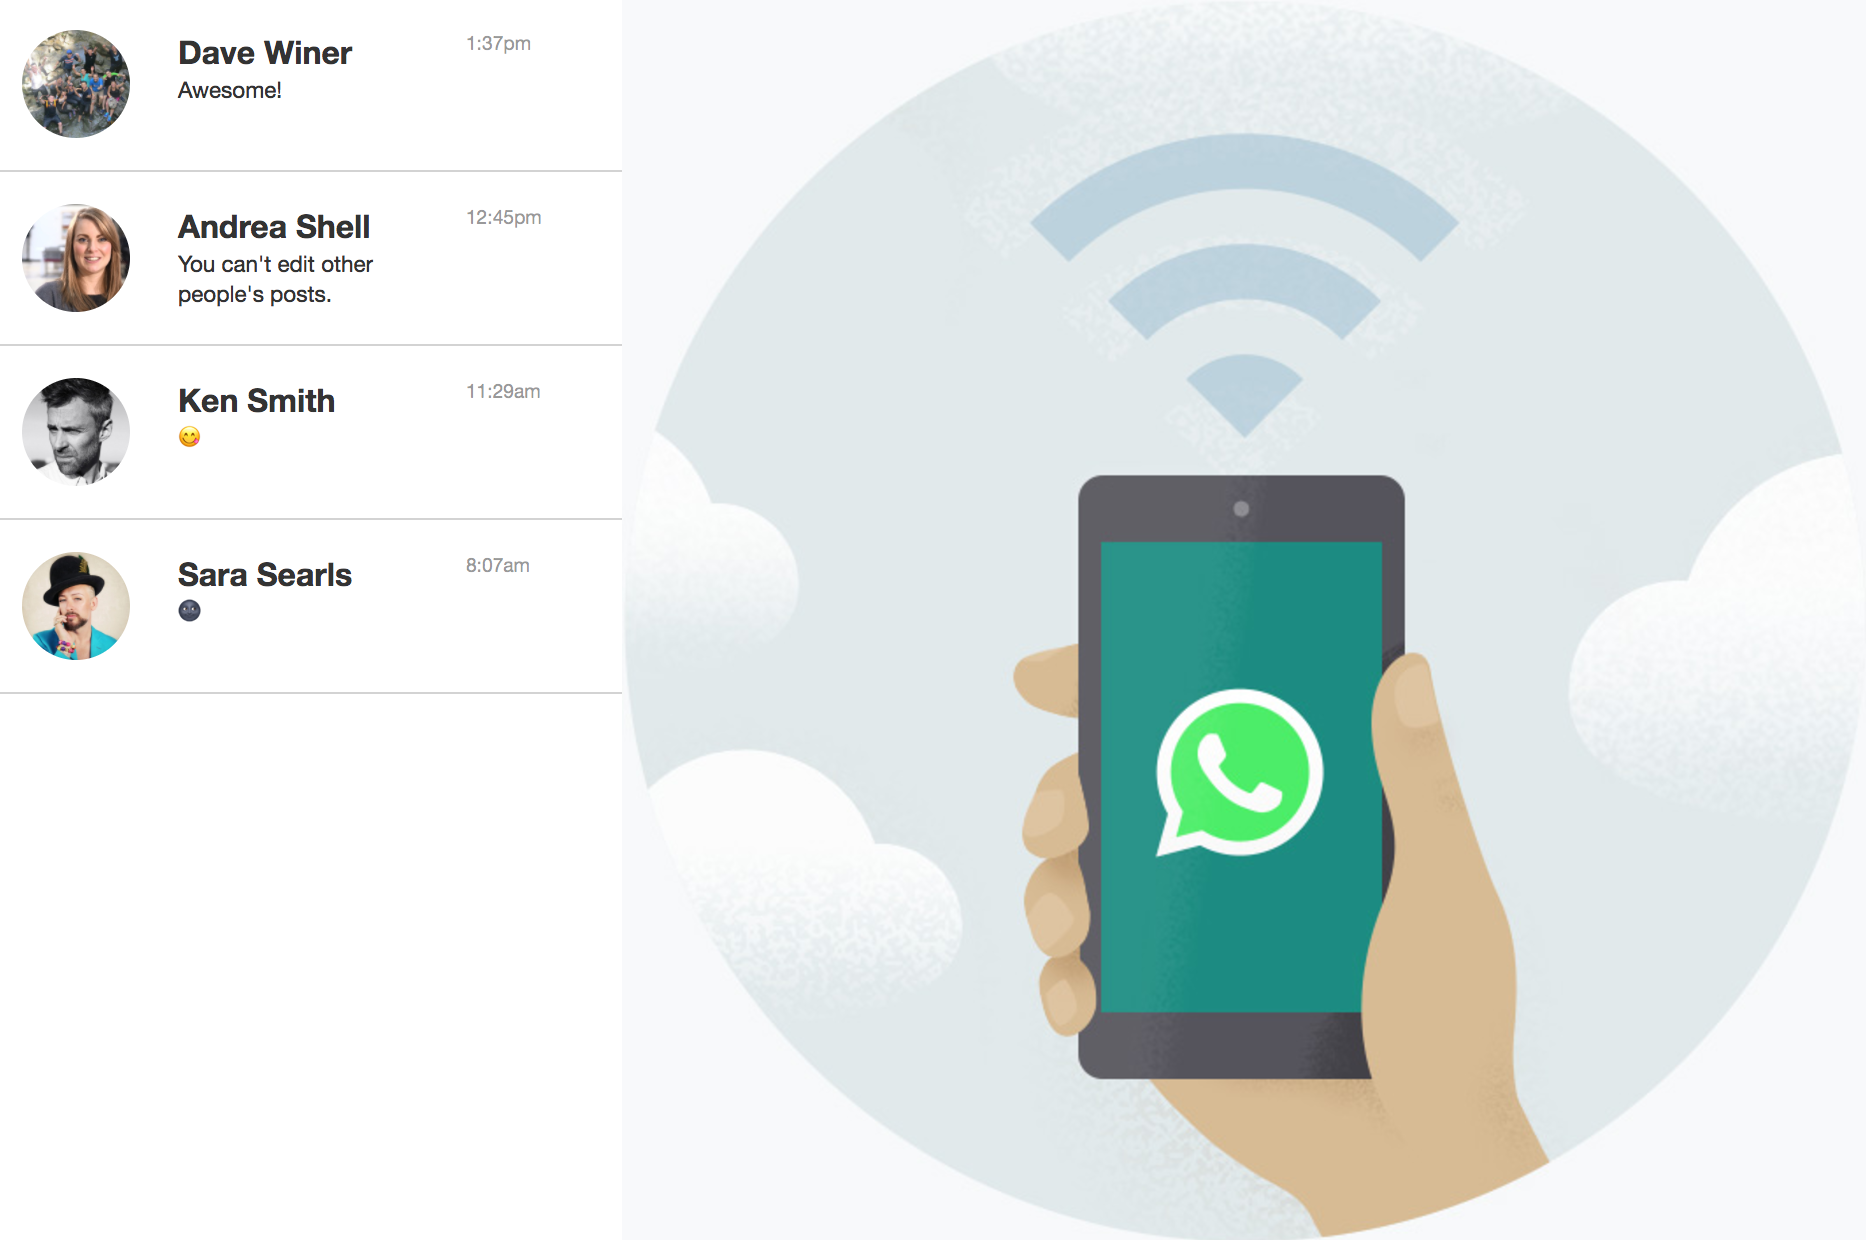 Dave Winer
1:37pm
Awesome!
Andrea Shell
12:45pm
You can't edit other
people's posts.
Ken Smith
11:29am
😋
Sara Searls
8:07am
🌚